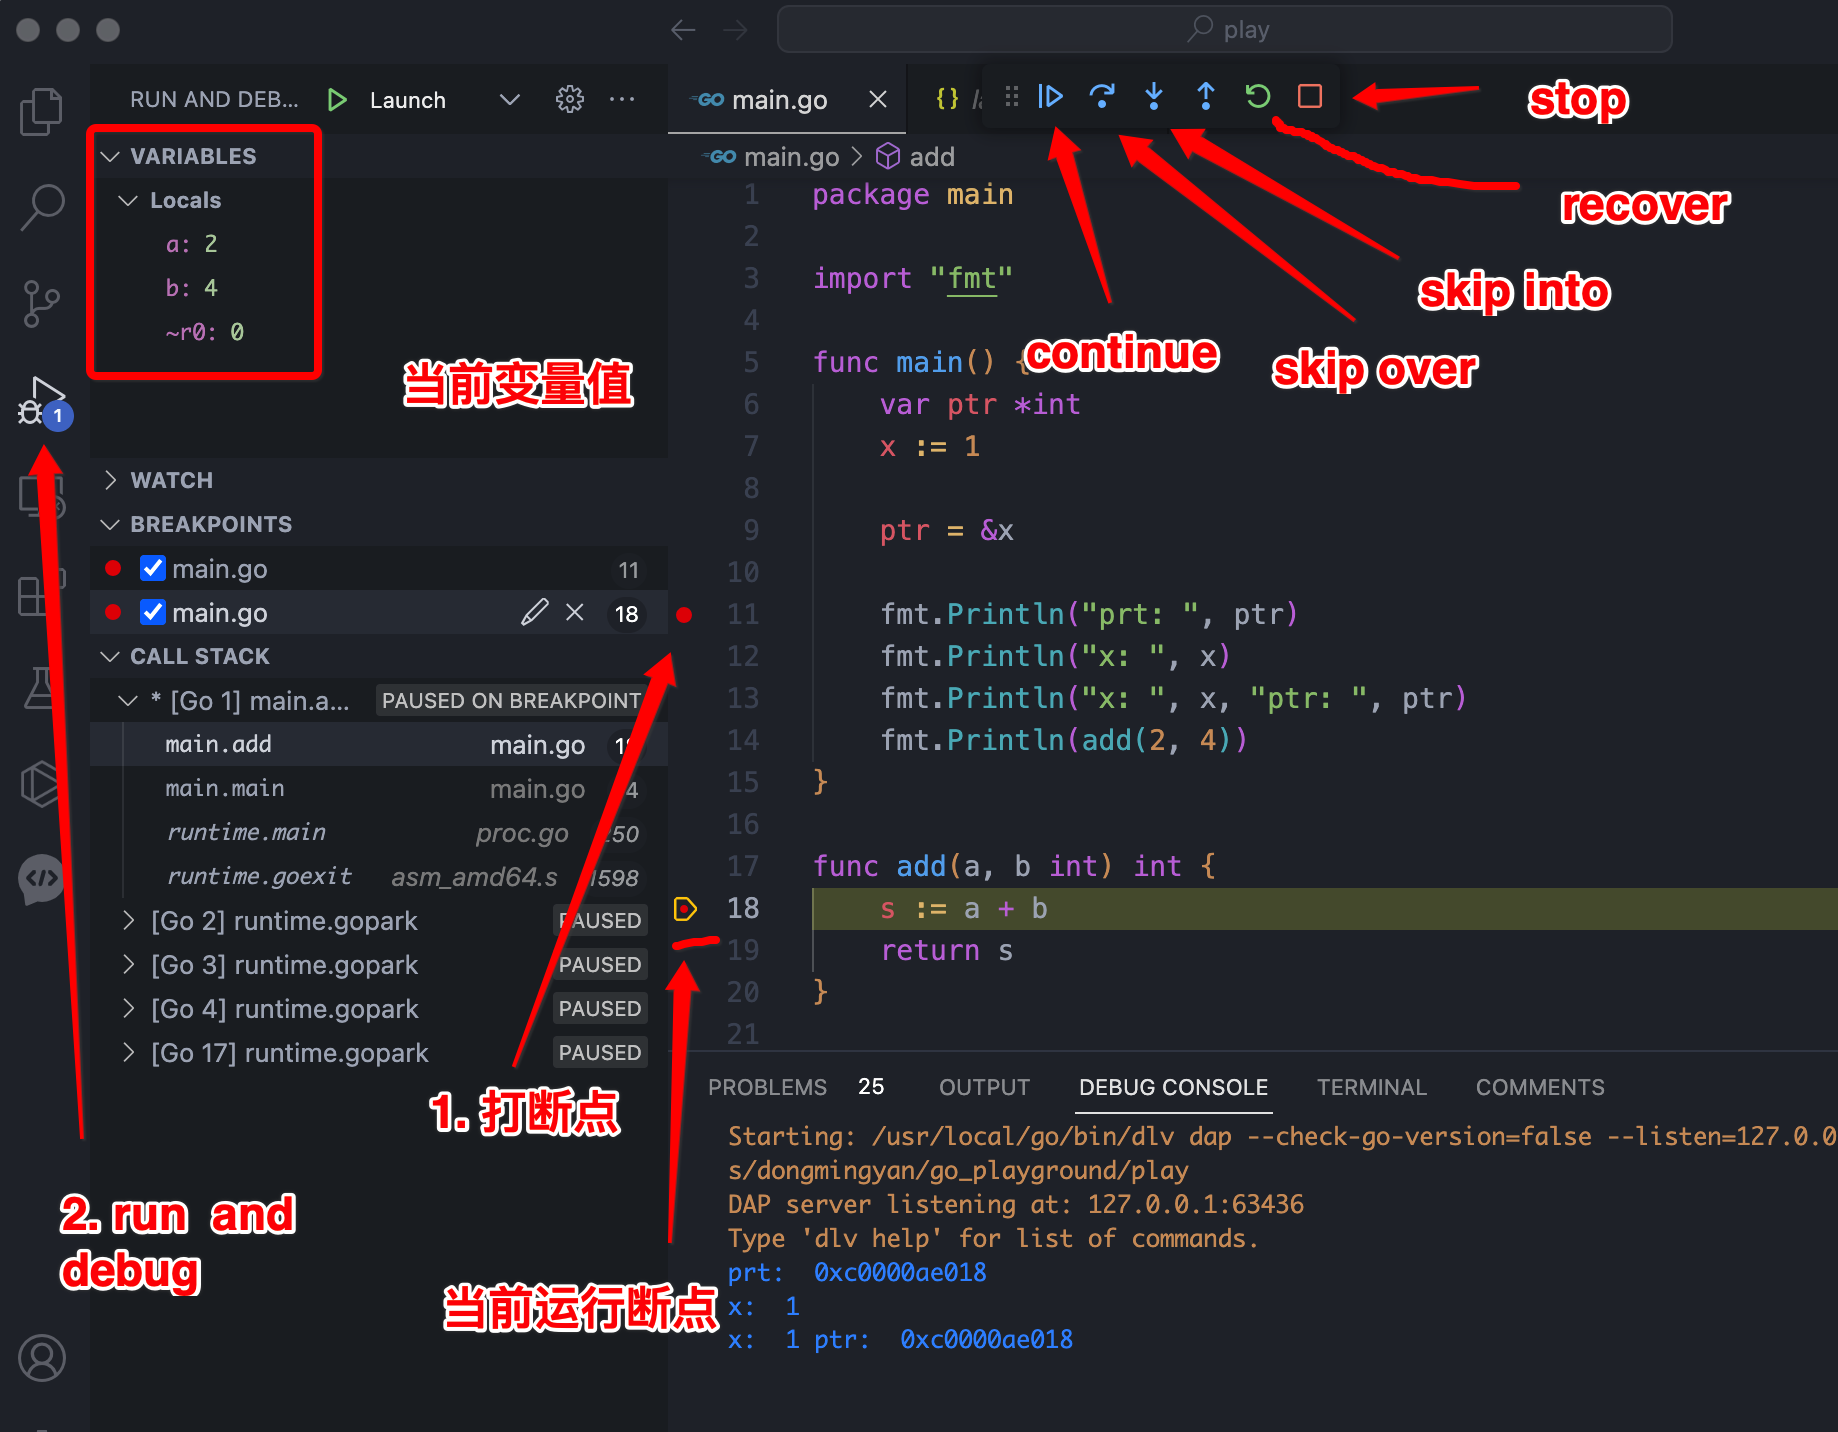 play
RUN AND DEB...
Launch
main.go
{}
stop
VARIABLES
Locals
a: 2
b: 4
~r0: 0
当前变量值
main.go > add
recover
skip into
continue
skip over
1 package main
2
3 import "fmt"
4
5 func main() {
6 var ptr *int
7 x := 1
8
9 ptr = &x
10
11 fmt.Println("prt: ", ptr)
12 fmt.Println("x: ", x)
13 fmt.Println("x: ", x, "ptr: ", ptr)
14 fmt.Println(add(2, 4))
15 }
16
17 func add(a, b int) int {
18 s := a + b
19 return s
20 }
21
1
WATCH
BREAKPOINTS
main.go 11
main.go 18
CALL STACK
* [Go 1] main.a... PAUSED ON BREAKPOINT
main.add main.go
main.main main.go
runtime.main proc.go
runtime.goexit asm_amd64.s 1598
[Go 2] runtime.gopark PAUSED
[Go 3] runtime.gopark PAUSED
[Go 4] runtime.gopark PAUSED
[Go 17] runtime.gopark PAUSED
1. 打断点
2. run and
debug
当前运行断点
PROBLEMS 25 OUTPUT DEBUG CONSOLE TERMINAL COMMENTS
Starting: /usr/local/go/bin/dlv dap --check-go-version=false --listen=127.0.0
s/dongmingyan/go_playground/play
DAP server listening at: 127.0.0.1:63436
Type 'dlv help' for list of commands.
prt:  0xc0000ae018
x:  1
x:  1 ptr:  0xc0000ae018